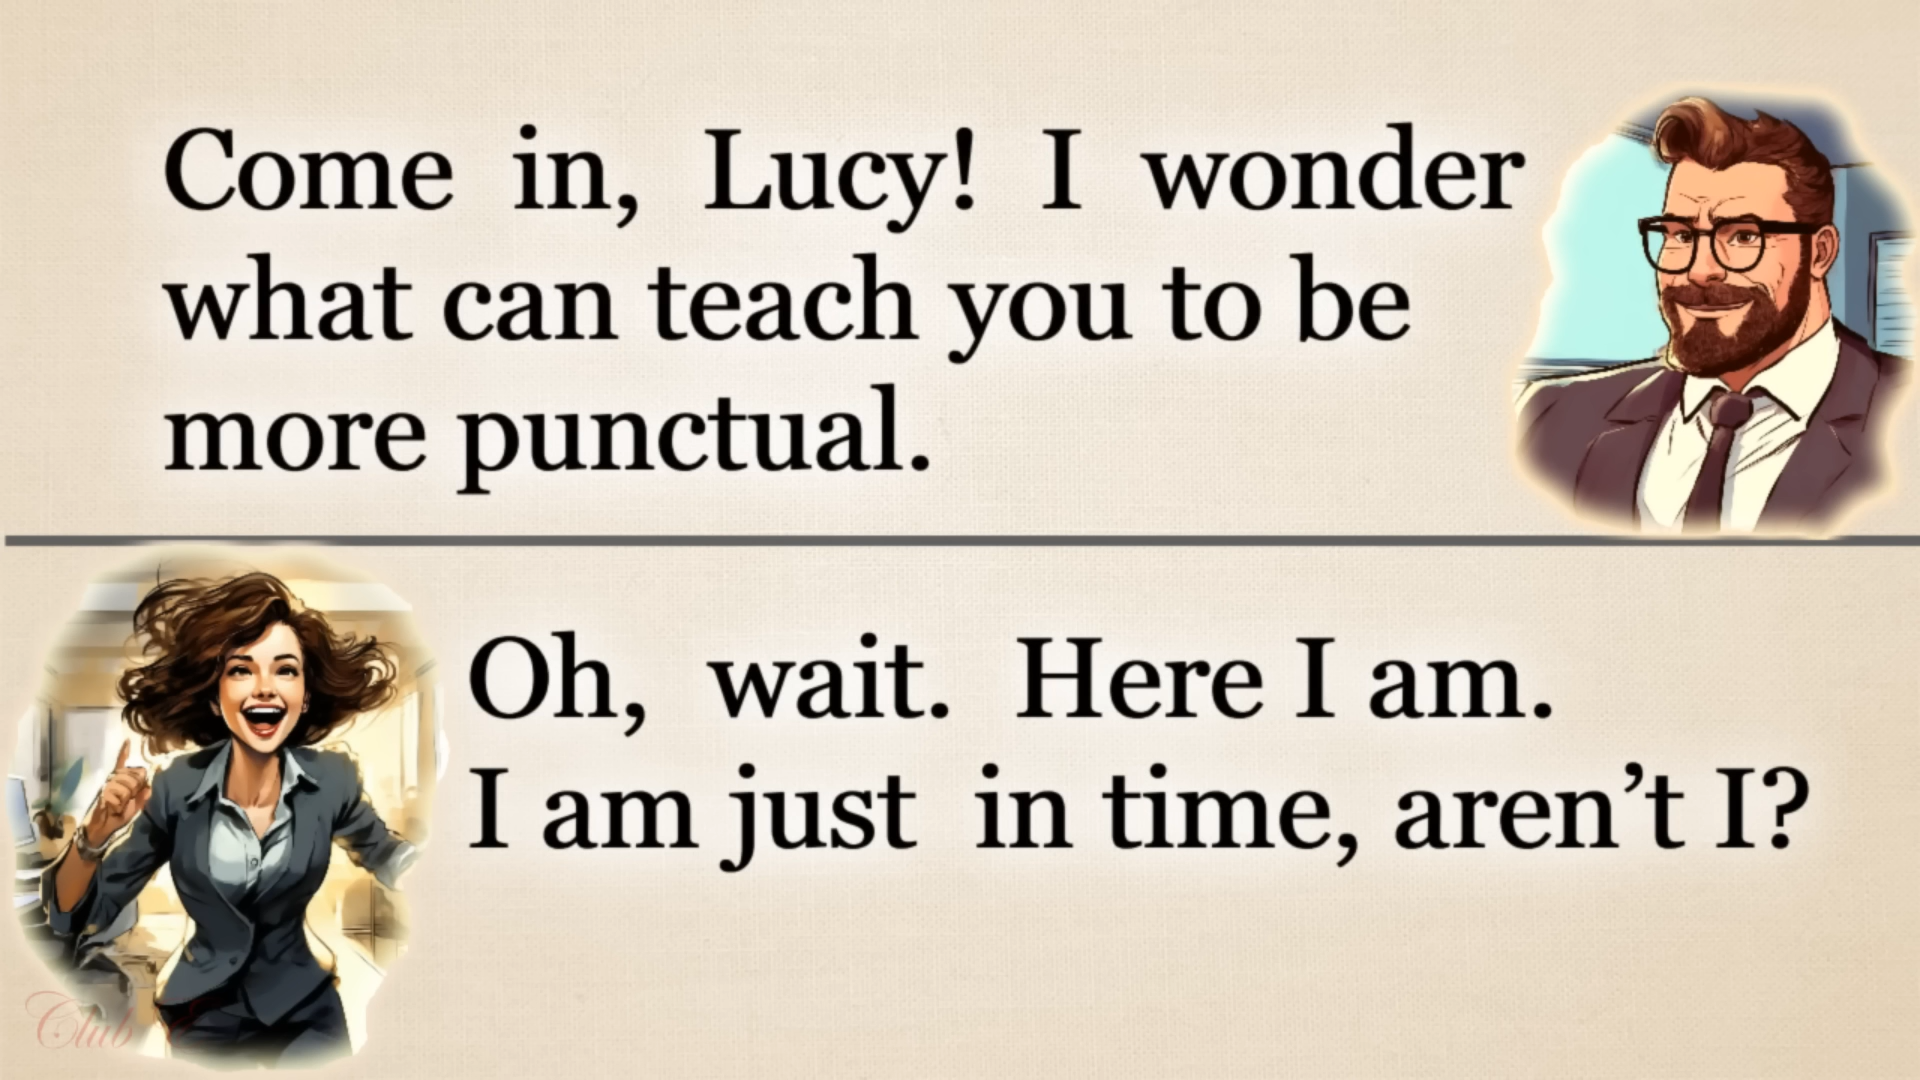 Come in, Lucy! I wonder
what can teach you to be
more punctual.
Oh, wait. Here I am.
I am just in time, aren’t I?
Club